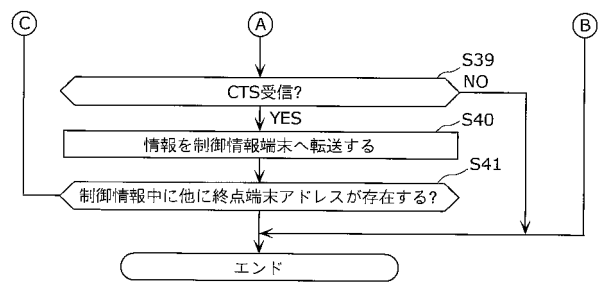 C
A
B
S39
CTS受信?
NO
YES
S40
情報を制御情報端末へ転送する
S41
制御情報中に他に終点端末アドレスが存在する?
エンド